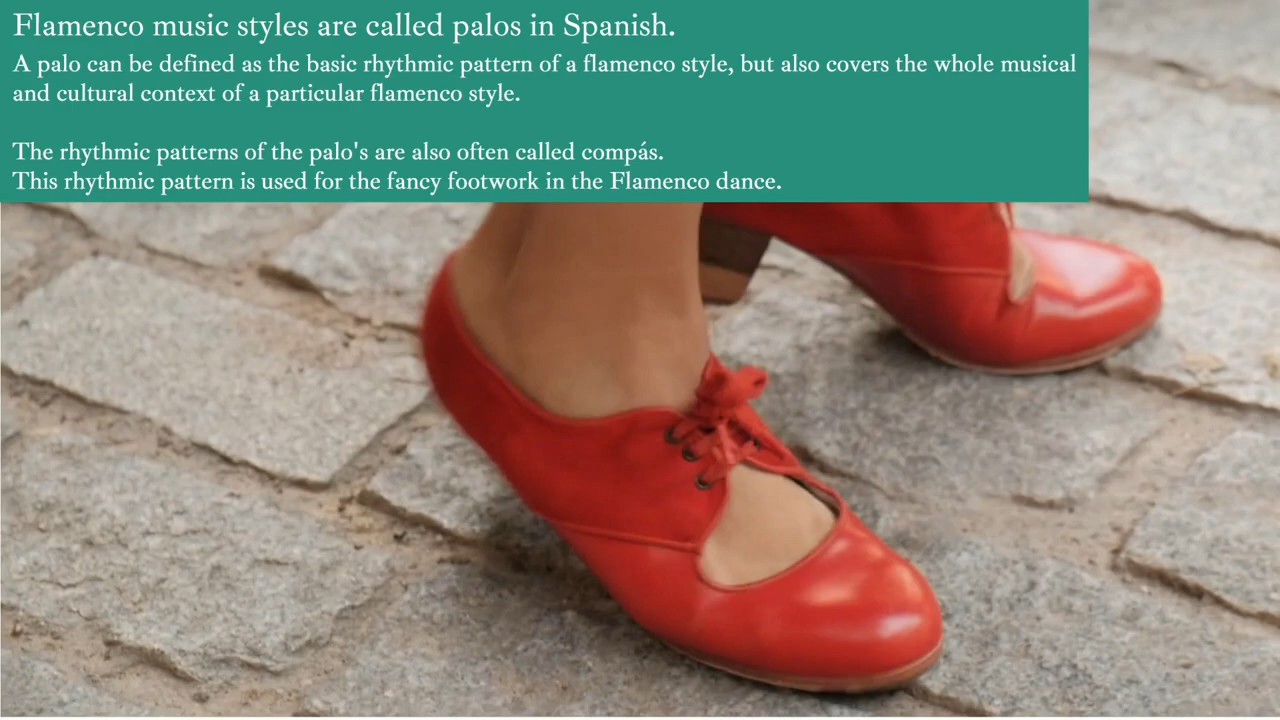 Flamenco music styles are called palos in Spanish.
A palo can be defined as the basic rhythmic pattern of a flamenco style, but also covers the whole musical
and cultural context of a particular flamenco style.
The rhythmic patterns of the palo's are also often called compás.
This rhythmic pattern is used for the fancy footwork in the Flamenco dance.